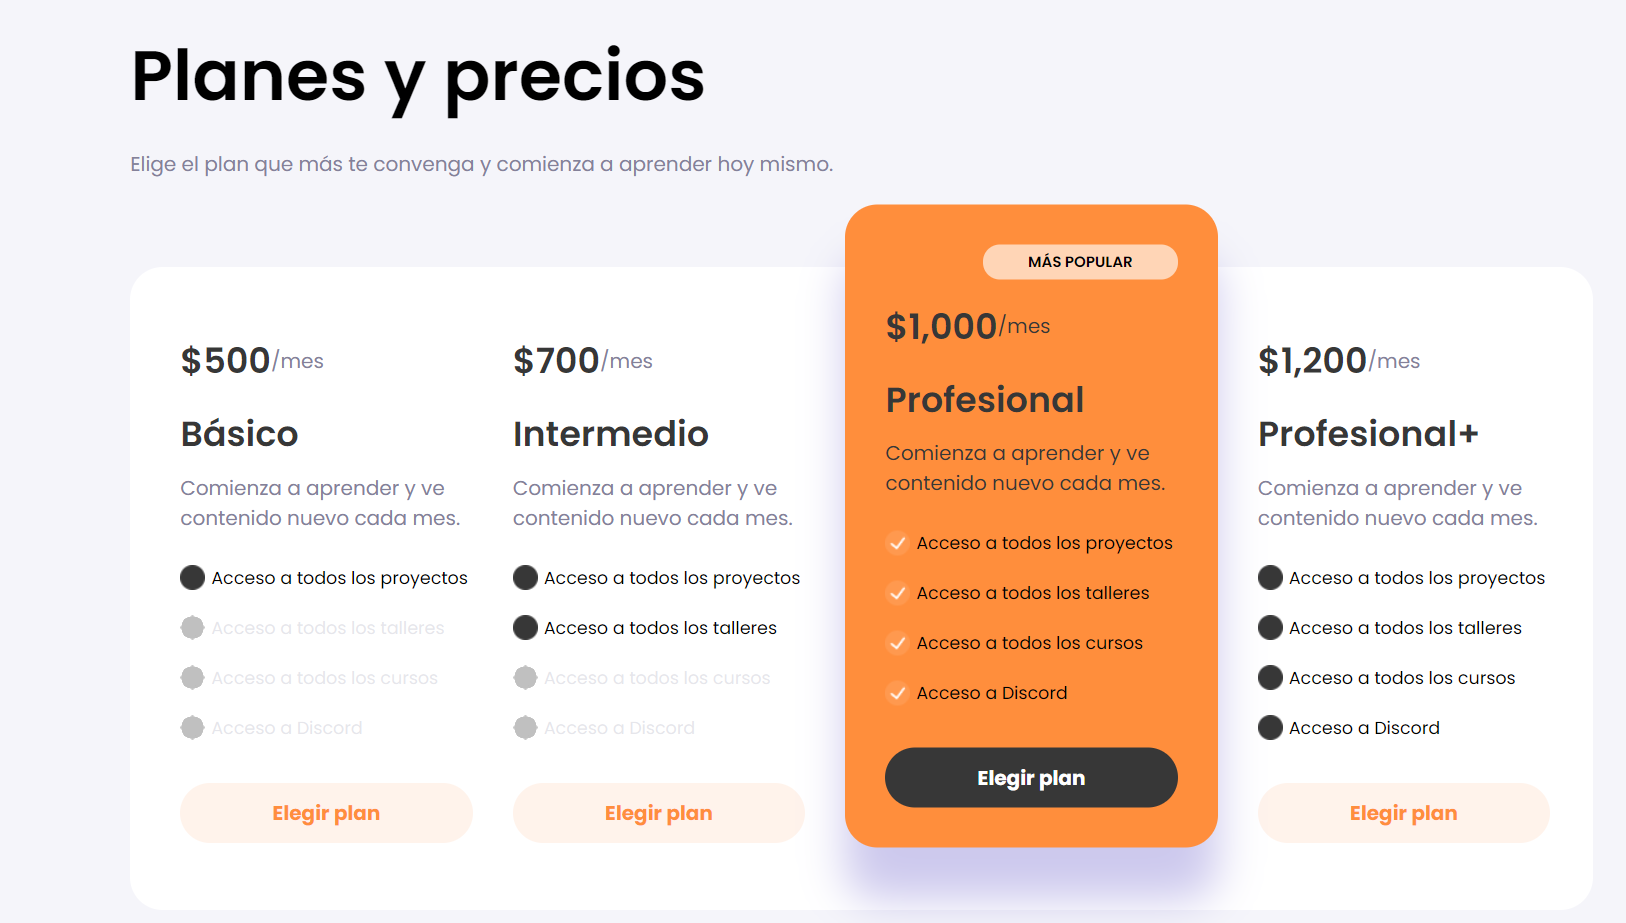 Planes y precios
Elige el plan que más te convenga y comienza a aprender hoy mismo.
$500/mes
Básico
Comienza a aprender y ve
contenido nuevo cada mes.
Acceso a todos los proyectos
Acceso a todos los talleres
Acceso a todos los cursos
Acceso a Discord
Elegir plan
$700/mes
Intermedio
Comienza a aprender y ve
contenido nuevo cada mes.
Acceso a todos los proyectos
Acceso a todos los talleres
Acceso a todos los cursos
Acceso a Discord
Elegir plan
MÁS POPULAR
$1,000/mes
Profesional
Comienza a aprender y ve
contenido nuevo cada mes.
Acceso a todos los proyectos
Acceso a todos los talleres
Acceso a todos los cursos
Acceso a Discord
Elegir plan
$1,200/mes
Profesional+
Comienza a aprender y ve
contenido nuevo cada mes.
Acceso a todos los proyectos
Acceso a todos los talleres
Acceso a todos los cursos
Acceso a Discord
Elegir plan